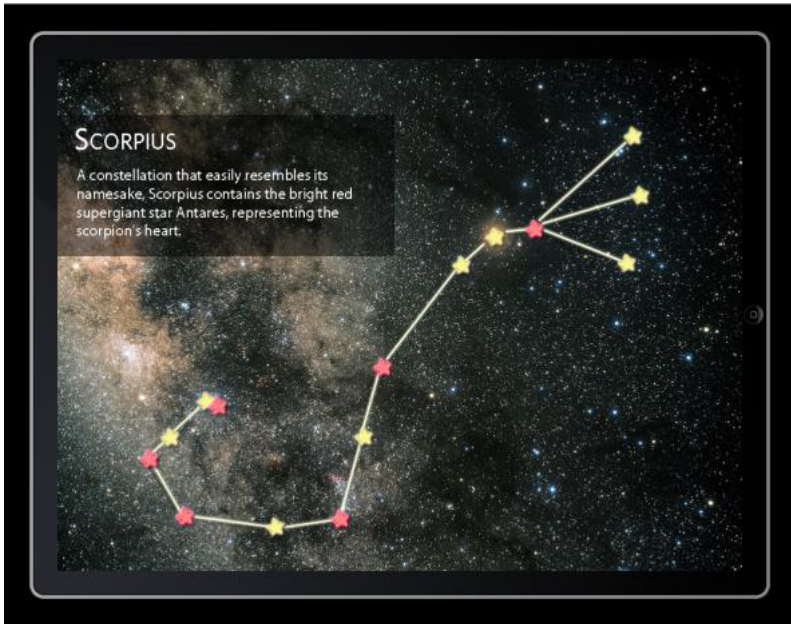 SCORPIUS
A constellation that easily resembles its
namesake, Scorpius contains the bright red
supergiant star Antares, representing the
scorpion's heart.